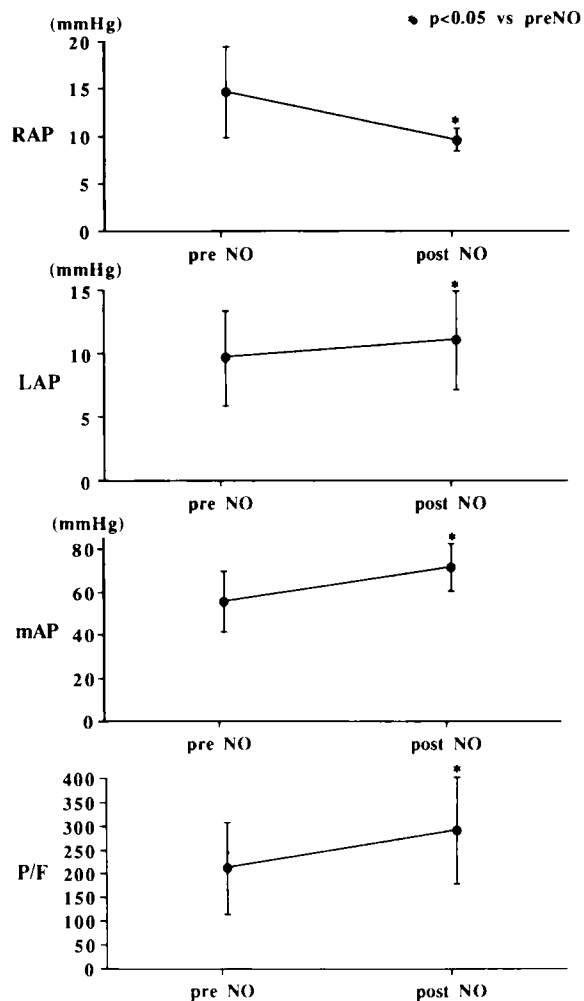 * p<0.05 vs preNO
(mmHg)
20
15
RAP
10
5
0
pre NO
post NO
(mmHg)
*
15
10
LAP
5
0
pre NO
post NO
(mmHg)
*
80
60
mAP
40
20
0
pre NO
post NO
*
400
350
300
250
P/F
200
150
100
50
0
pre NO
post NO
*